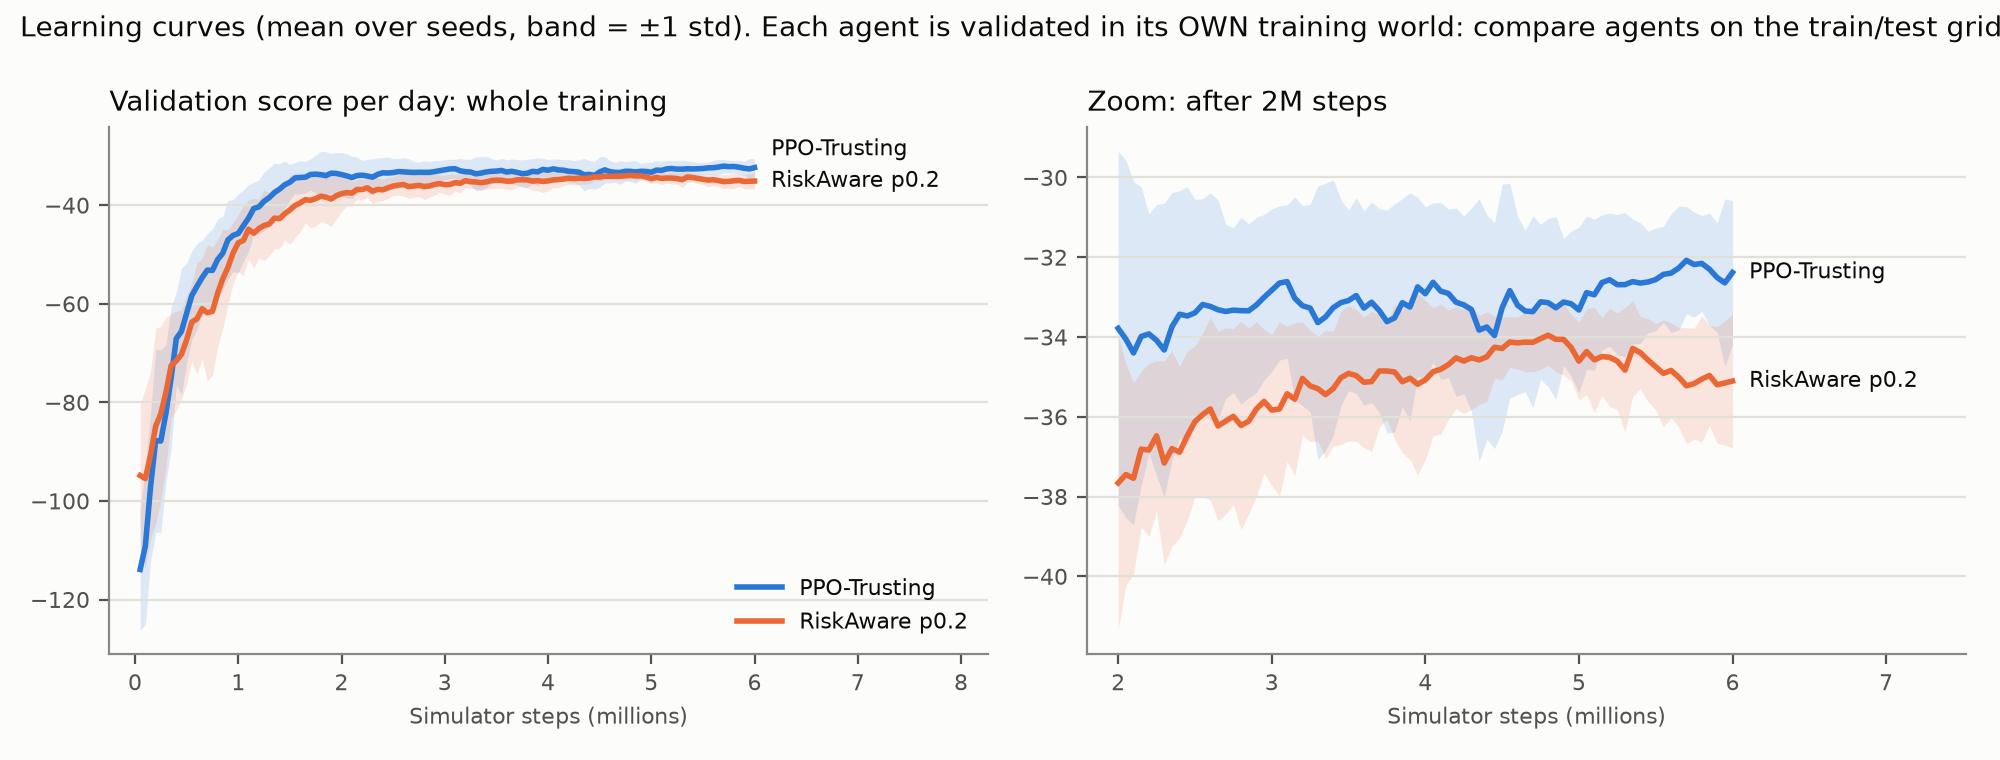 Learning curves (mean over seeds, band = ±1 std). Each agent is validated in its OWN training world: compare agents on the train/test grid
Validation score per day: whole training
−40
−60
−80
−100
−120
PPO-Trusting
RiskAware p0.2
PPO-Trusting
RiskAware p0.2
0 1 2 3 4 5 6 7 8
Simulator steps (millions)
Zoom: after 2M steps
−30
−32
−34
−36
−38
−40
PPO-Trusting
RiskAware p0.2
2 3 4 5 6 7
Simulator steps (millions)